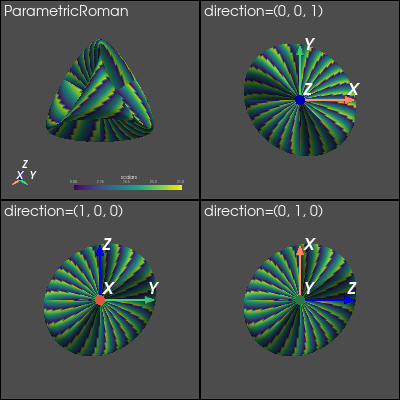 ParametricRoman
direction=(0, 0, 1)
Y
Z X
Z
X Y
scalars
direction=(1, 0, 0)
direction=(0, 1, 0)
Z
X Y
X
Y Z